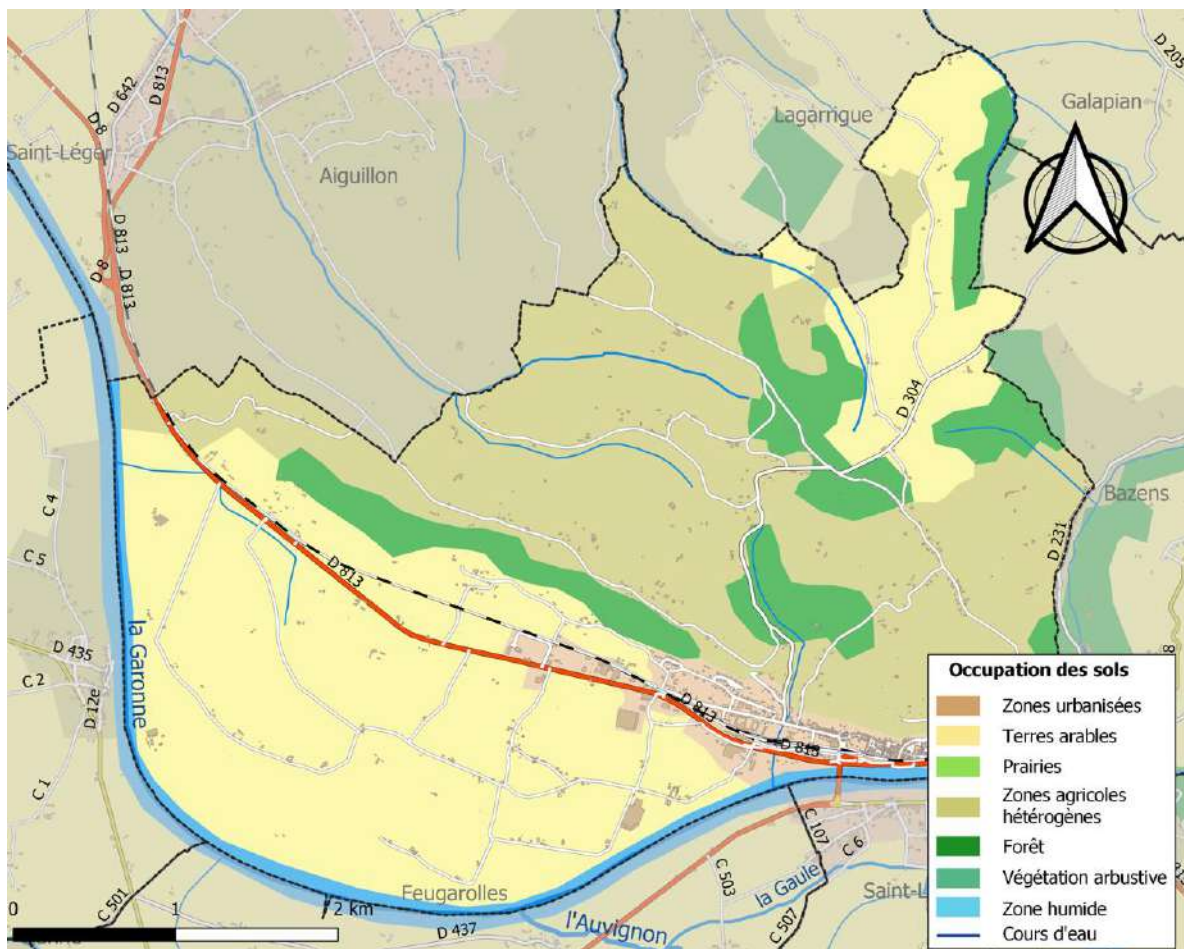 D 205
D 642
D 813
Lagarrigue
Galapian
D 8
Saint-Léger
Aiguillon
D 813
D 8
D 813
D 304
Bazens
C 4
D 231
C 5
D 813
la Garonne
D 435
C 2
D 12e
Occupation des sols
Zones urbanisées
Terres arables
Prairies
Zones agricoles
hétérogènes
Forêt
Végétation arbustive
Zone humide
Cours d'eau
D 813
D 813
C 1
C 107
C 6
C 503
la Gaule
Saint-L
Feugarolles
C 501
C 507
l'Auvignon
D 437
0
1
2 km